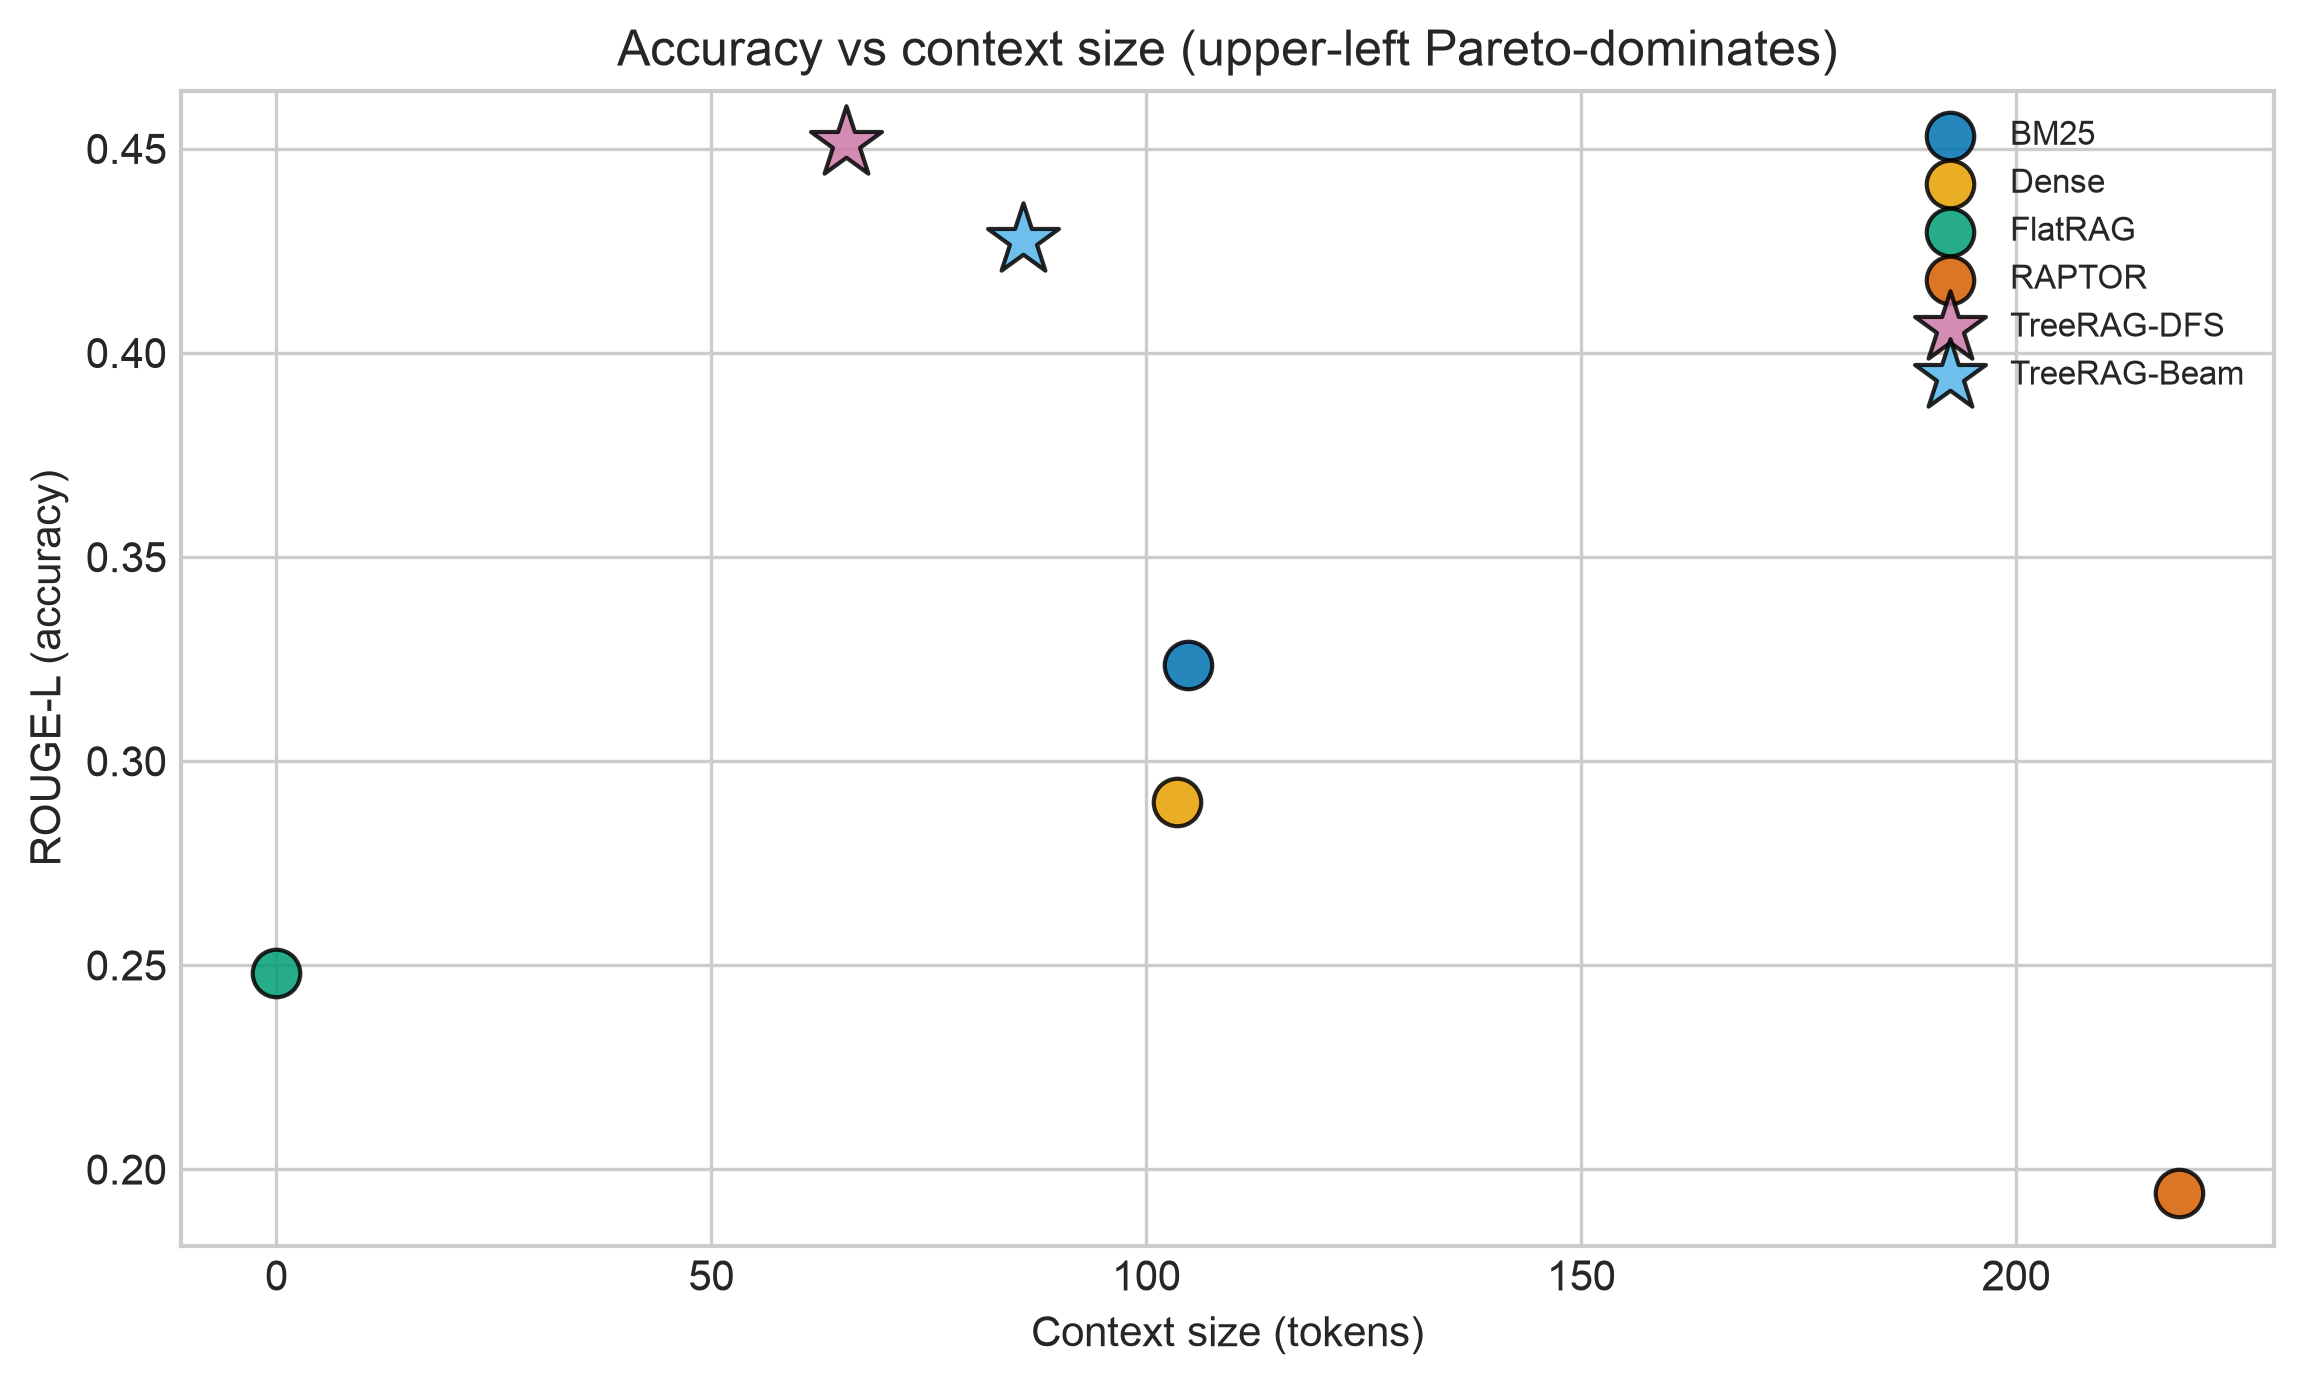 Accuracy vs context size (upper-left Pareto-dominates)
BM25
Dense
FlatRAG
RAPTOR
TreeRAG-DFS
TreeRAG-Beam
ROUGE-L (accuracy)
0.45
0.40
0.35
0.30
0.25
0.20
0 50 100 150 200
Context size (tokens)